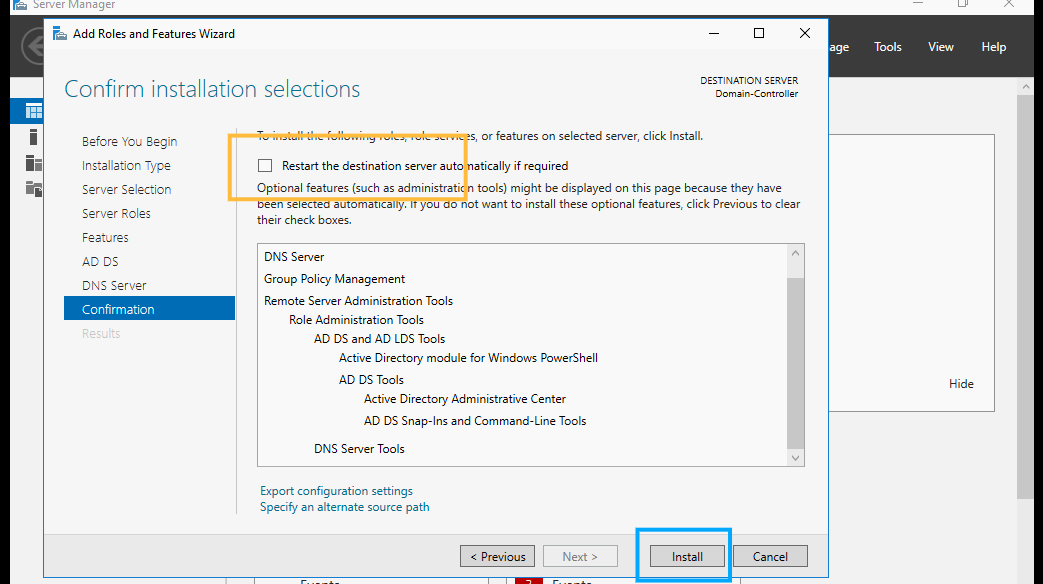 Server Manager
Add Roles and Features Wizard
age Tools View Help
Confirm installation selections
DESTINATION SERVER
Domain-Controller
Before You Begin
Installation Type
Server Selection
Server Roles
Features
AD DS
DNS Server
Confirmation
Results
To install the following roles, role services, or features on selected server, click Install.
Restart the destination server automatically if required
Optional features (such as administration tools) might be displayed on this page because they have
been selected automatically. If you do not want to install these optional features, click Previous to clear
their check boxes.
DNS Server
Group Policy Management
Remote Server Administration Tools
Role Administration Tools
AD DS and AD LDS Tools
Active Directory module for Windows PowerShell
AD DS Tools
Active Directory Administrative Center
AD DS Snap-Ins and Command-Line Tools
DNS Server Tools
Hide
Export configuration settings
Specify an alternate source path
< Previous Next > Install Cancel
Events Events